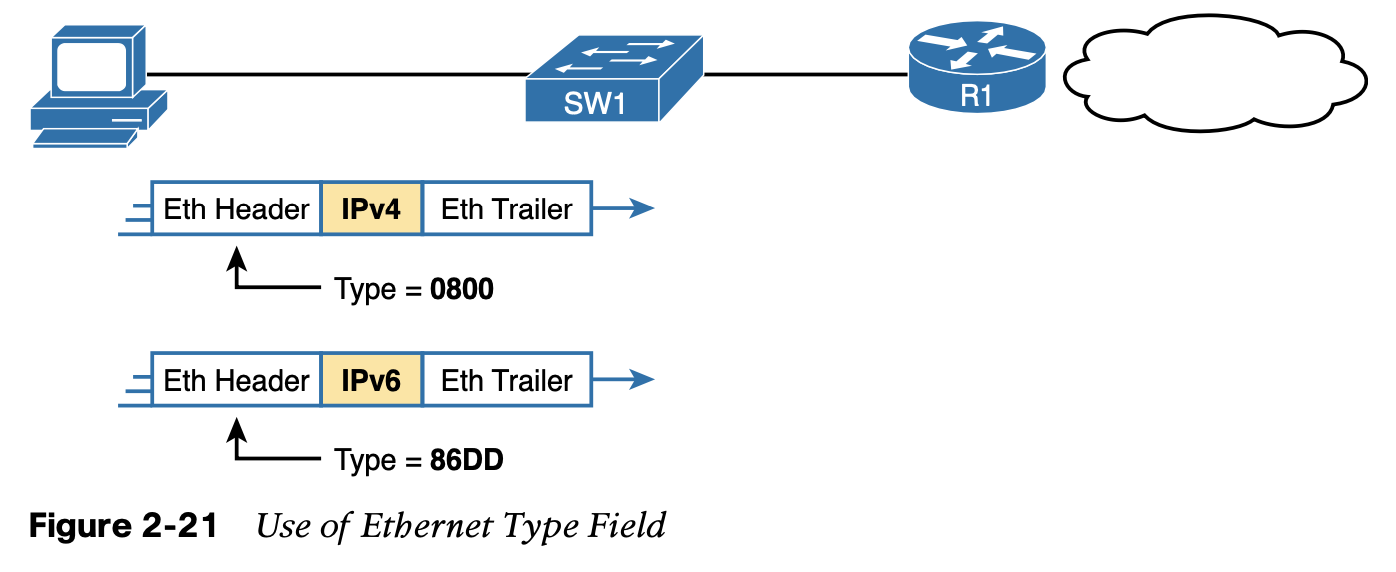 SW1
R1
Eth Header IPv4 Eth Trailer
Type = 0800
Eth Header IPv6 Eth Trailer
Type = 86DD
Figure 2-21 Use of Ethernet Type Field